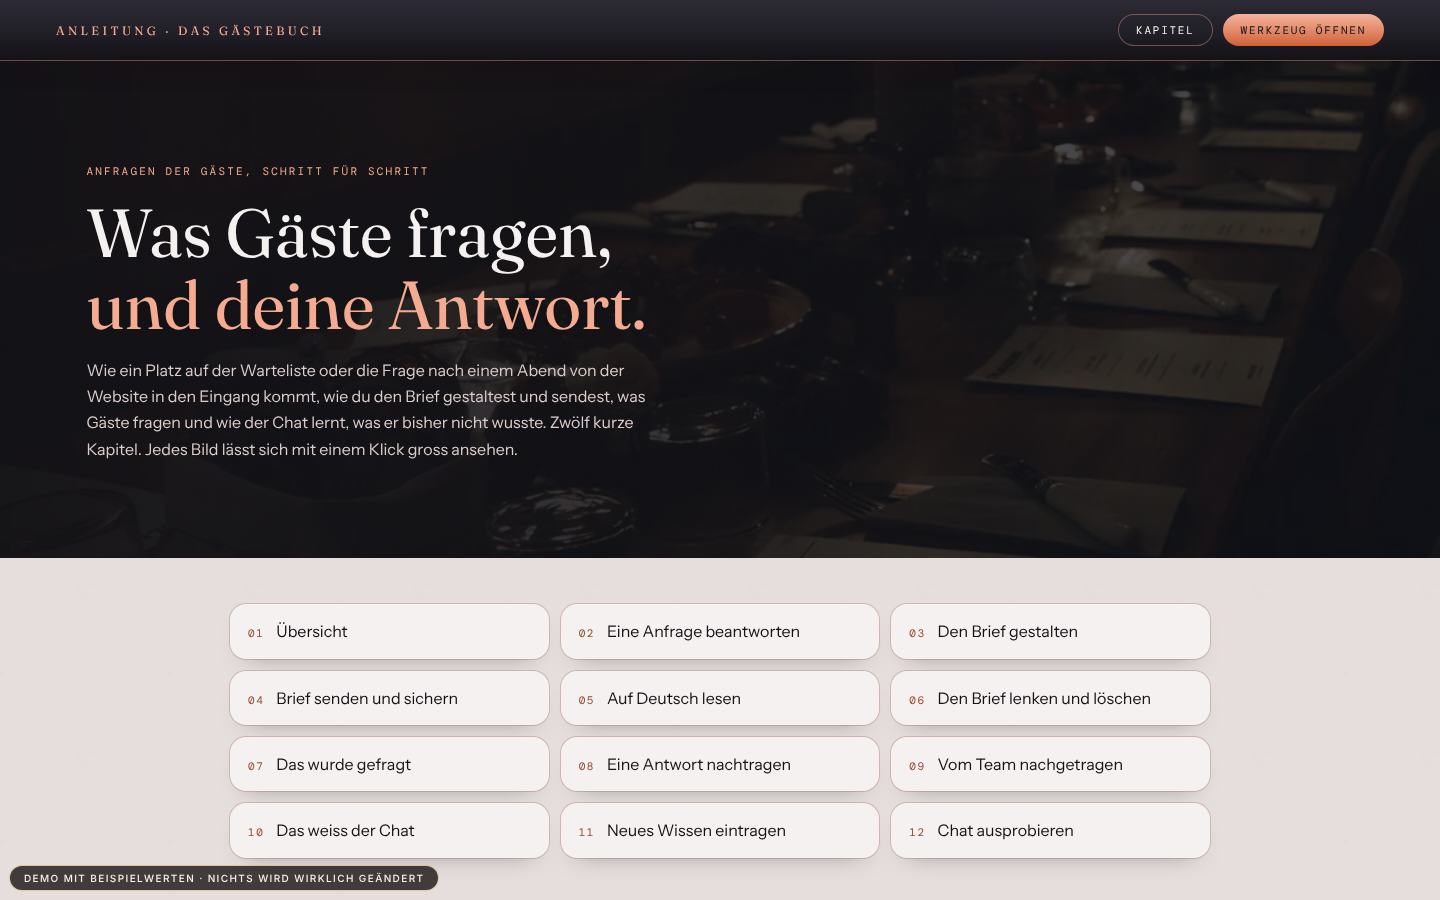 ANLEITUNG · DAS GÄSTEBUCH
KAPITEL
WERKZEUG ÖFFNEN
ANFRAGEN DER GÄSTE, SCHRITT FÜR SCHRITT
Was Gäste fragen,
und deine Antwort.
Wie ein Platz auf der Warteliste oder die Frage nach einem Abend von der
Website in den Eingang kommt, wie du den Brief gestaltest und sendest, was
Gäste fragen und wie der Chat lernt, was er bisher nicht wusste. Zwölf kurze
Kapitel. Jedes Bild lässt sich mit einem Klick gross ansehen.
01 Übersicht
02 Eine Anfrage beantworten
03 Den Brief gestalten
04 Brief senden und sichern
05 Auf Deutsch lesen
06 Den Brief lenken und löschen
07 Das wurde gefragt
08 Eine Antwort nachtragen
09 Vom Team nachgetragen
10 Das weiss der Chat
11 Neues Wissen eintragen
12 Chat ausprobieren
DEMO MIT BEISPIELWERTEN · NICHTS WIRD WIRKLICH GEÄNDERT